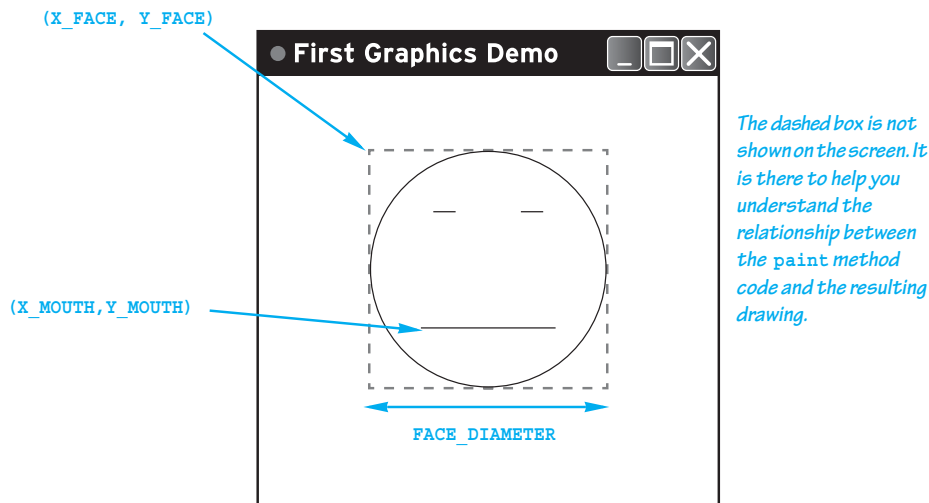 (X_FACE, Y_FACE)
First Graphics Demo
The dashed box is not
shown on the screen. It
is there to help you
understand the
relationship between
the paint method
code and the resulting
drawing.
(X_MOUTH,Y_MOUTH)
FACE_DIAMETER